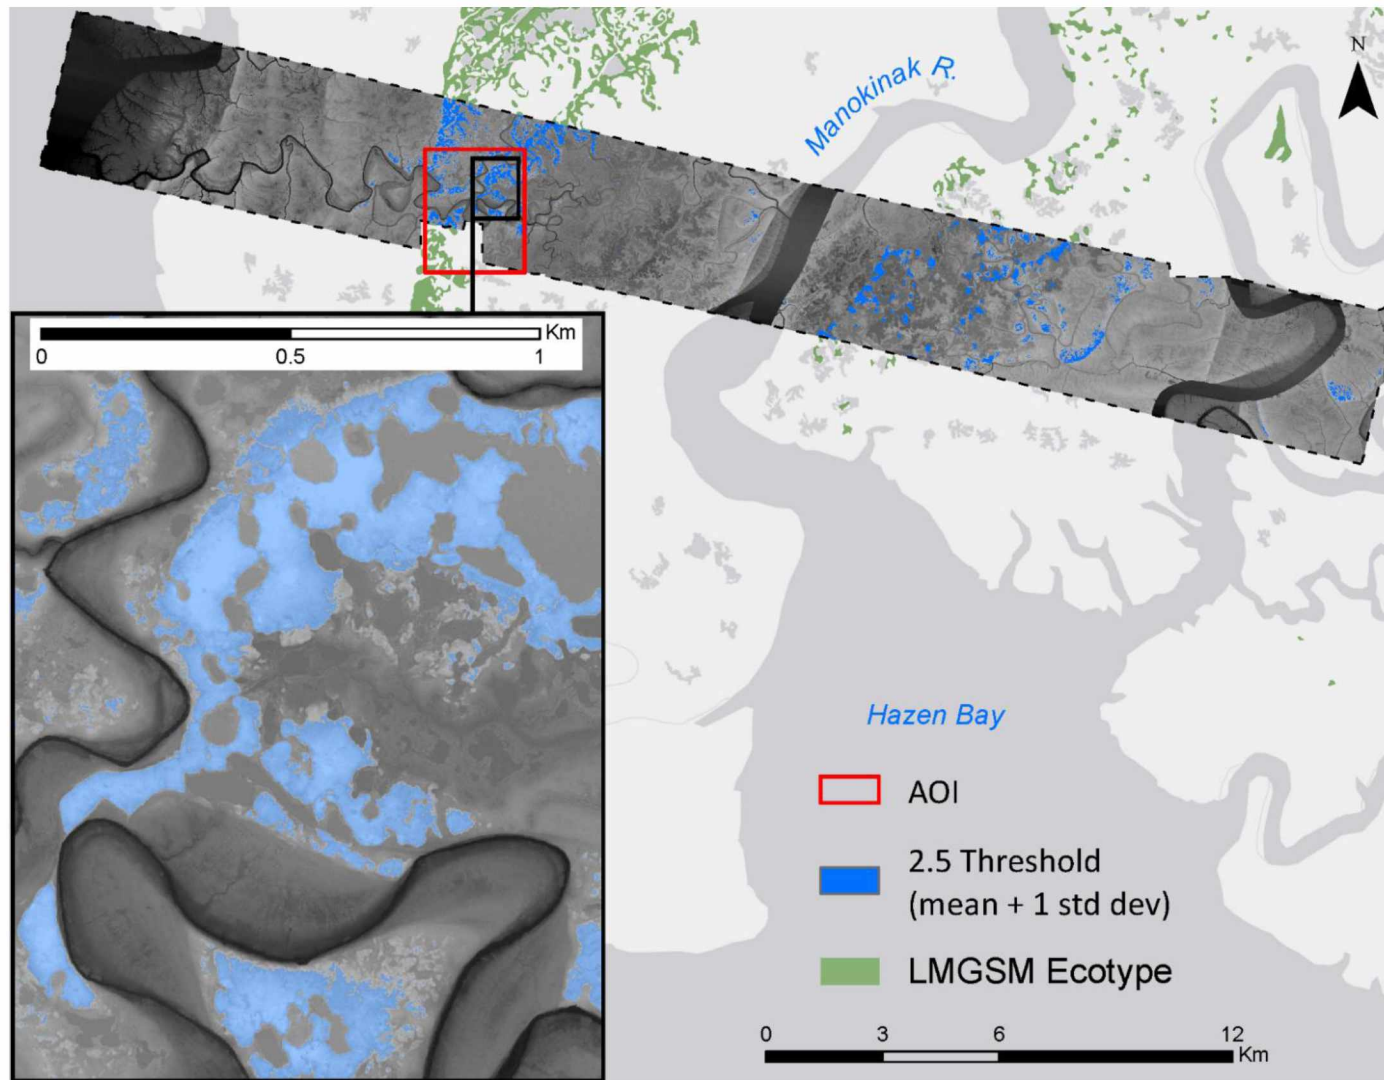 N
Manokinak R.
Km
0 0.5 1
Hazen Bay
AOI
2.5 Threshold
(mean + 1 std dev)
LMGSM Ecotype
0 3 6 12
Km